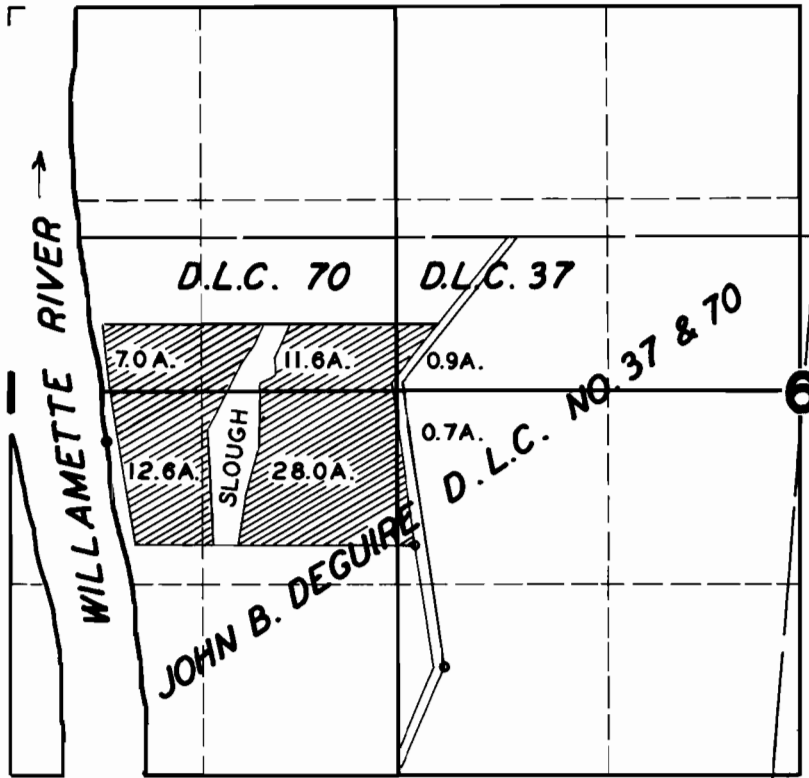 WILLAMETTE RIVER →
D.L.C. 70
D.L.C. 37
7.0 A.
11.6A.
0.9A.
1
6
12.6A.
SLOUGH
28.0A.
0.7A.
JOHN B. DEGUIRE D.L.C. NO. 37 & 70